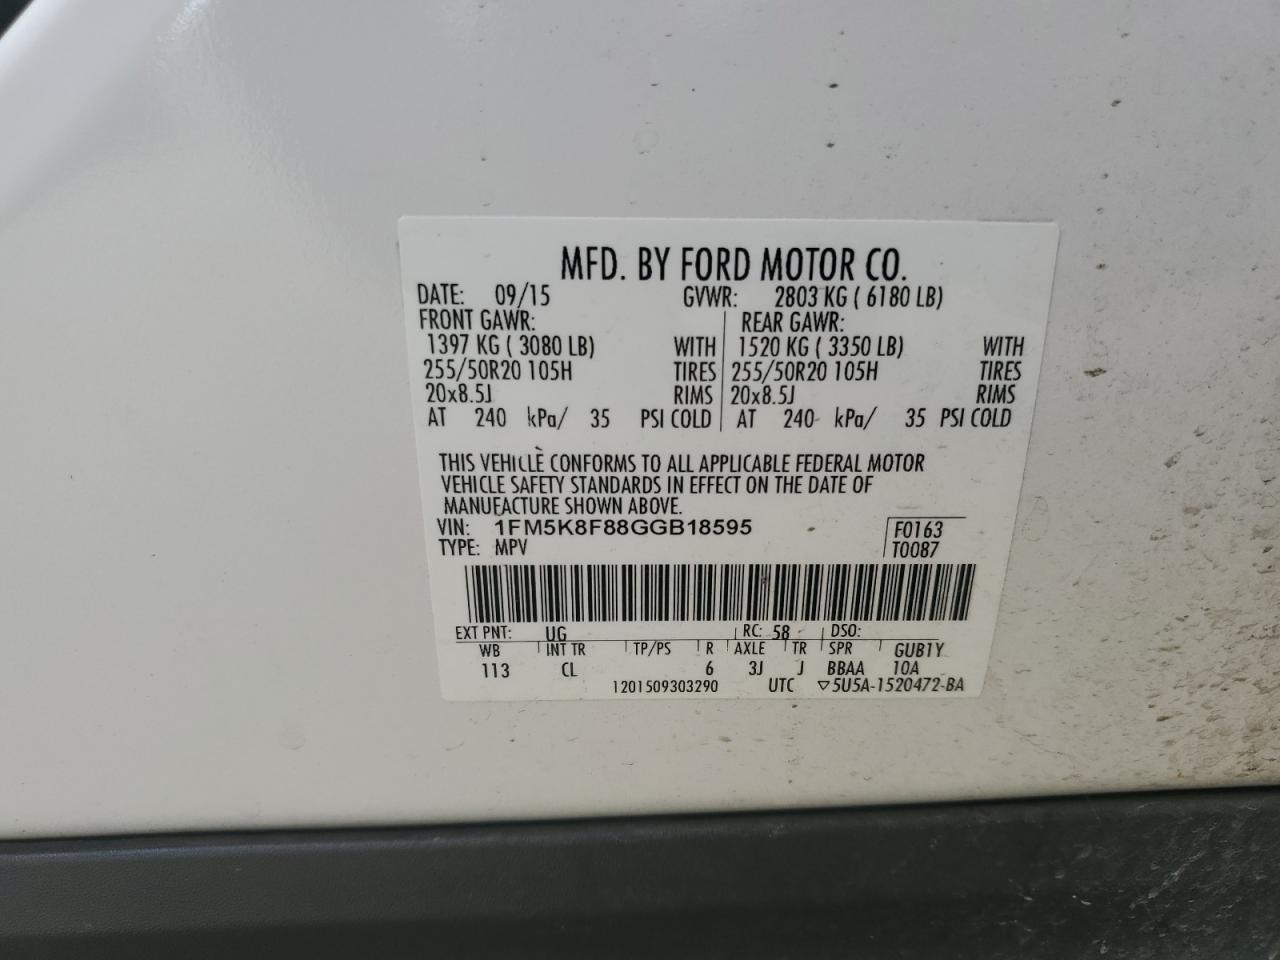 MFD. BY FORD MOTOR CO.
DATE: 09/15 GVWR: 2803 KG ( 6180 LB)
FRONT GAWR: REAR GAWR:
1397 KG ( 3080 LB) WITH 1520 KG ( 3350 LB) WITH
255/50R20 105H TIRES 255/50R20 105H TIRES
20x8.5J RIMS 20x8.5J RIMS
AT 240 kPa/ 35 PSI COLD AT 240 kPa/ 35 PSI COLD
THIS VEHICLE CONFORMS TO ALL APPLICABLE FEDERAL MOTOR
VEHICLE SAFETY STANDARDS IN EFFECT ON THE DATE OF
MANUFACTURE SHOWN ABOVE.
VIN: 1FM5K8F88GGB18595 F0163
TYPE: MPV T0087
EXT PNT: UG RC: 58 DSO:
WB INT TR TP/PS R AXLE TR SPR GUB1Y
113 CL 6 3J J BBAA 10A
1201509303290 UTC ▽5U5A-1520472-BA